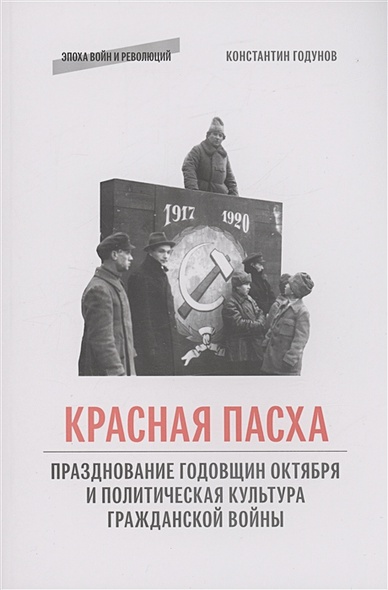 ЭПОХА ВОЙН И РЕВОЛЮЦИЙ
КОНСТАНТИН ГОДУНОВ
1917 1920
КРАСНАЯ ПАСХА
ПРАЗДНОВАНИЕ ГОДОВЩИН ОКТЯБРЯ
И ПОЛИТИЧЕСКАЯ КУЛЬТУРА
ГРАЖДАНСКОЙ ВОЙНЫ